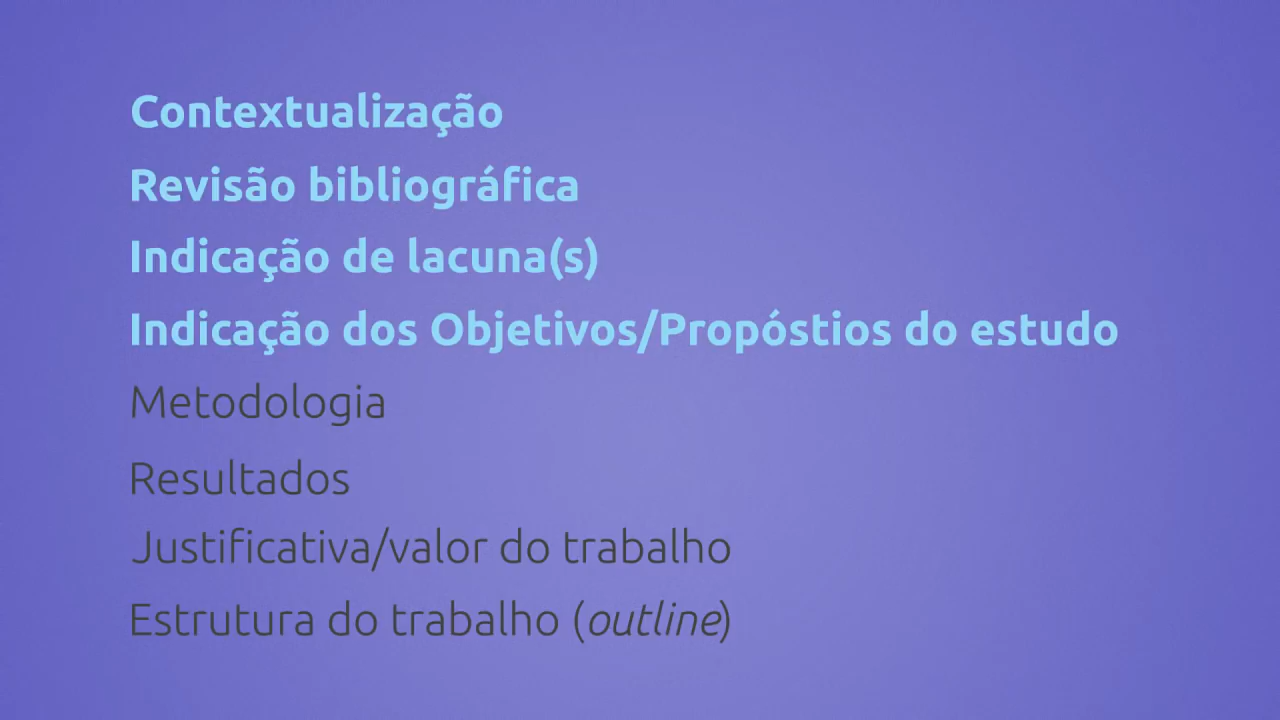 Contextualização
Revisão bibliográfica
Indicação de lacuna(s)
Indicação dos Objetivos/Propóstios do estudo
Metodologia
Resultados
Justificativa/valor do trabalho
Estrutura do trabalho (outline)